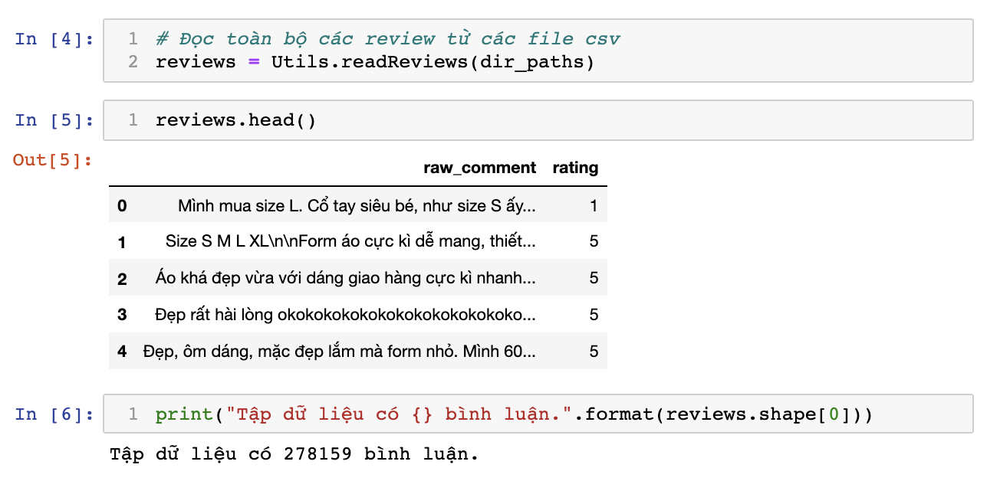 In [4]:
1 # Đọc toàn bộ các review từ các file csv
2 reviews = Utils.readReviews(dir_paths)
In [5]:
1 reviews.head()
Out[5]:
raw_comment rating
0 Mình mua size L. Cổ tay siêu bé, như size S ấy... 1
1 Size S M L XL\n\nForm áo cực kì dễ mang, thiết... 5
2 Áo khá đẹp vừa với dáng giao hàng cực kì nhanh... 5
3 Đẹp rất hài lòng okokokokokokokokokokokoko... 5
4 Đẹp, ôm dáng, mặc đẹp lắm mà form nhỏ. Mình 60... 5
In [6]:
1 print("Tập dữ liệu có {} bình luận.".format(reviews.shape[0]))
Tập dữ liệu có 278159 bình luận.